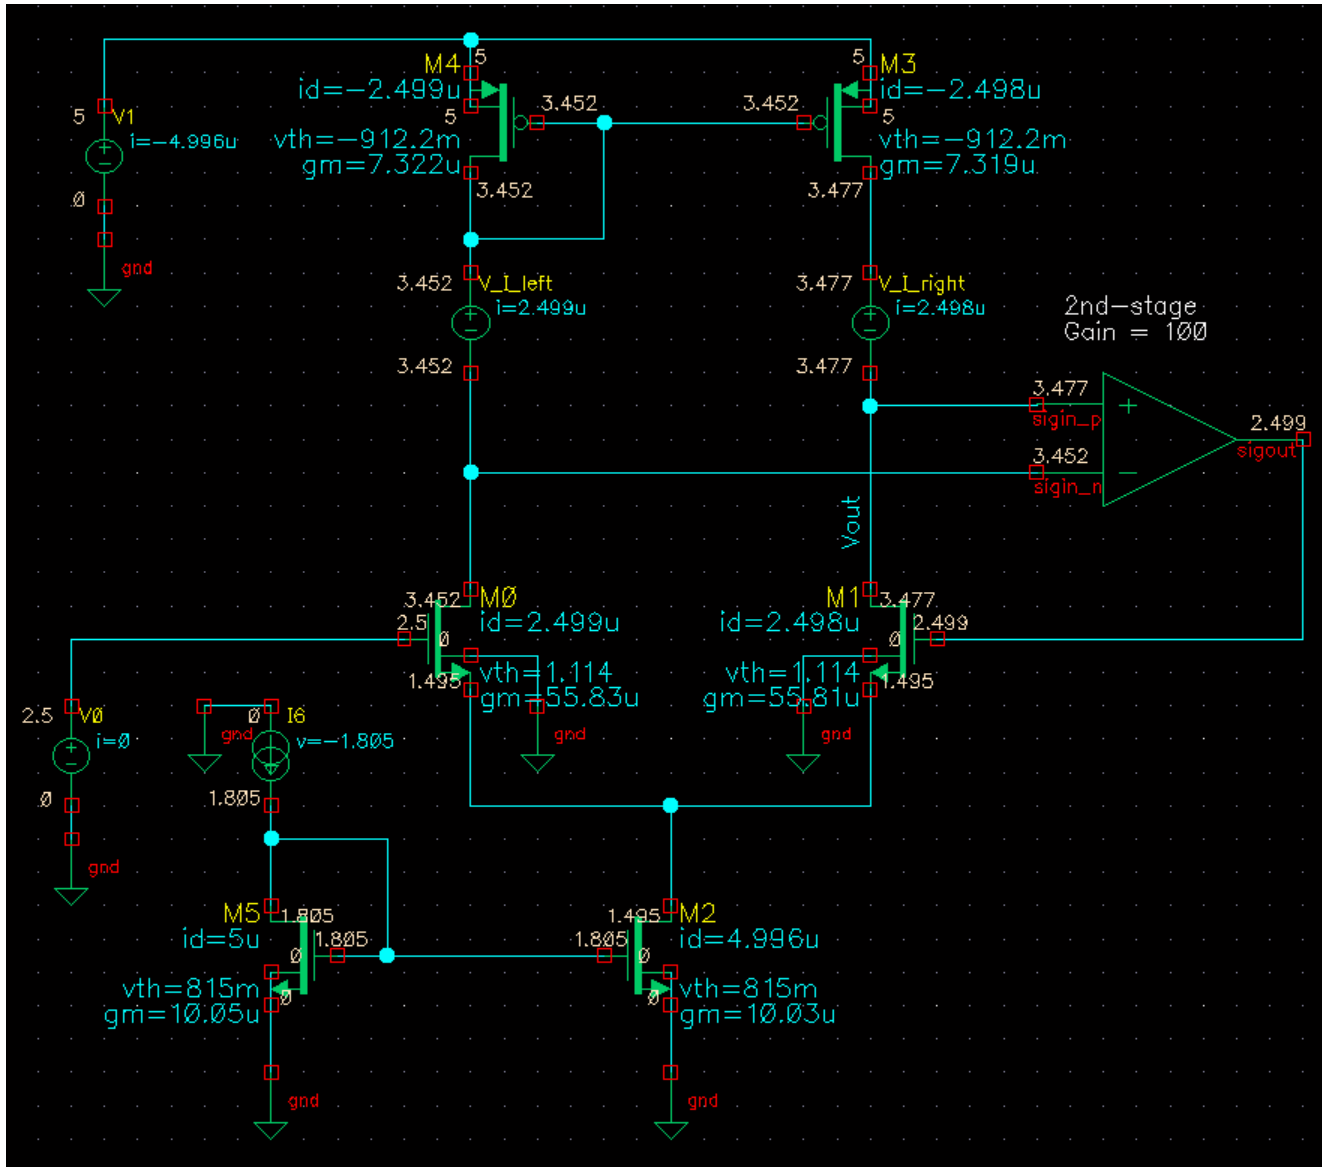 5
M4
id=-2.499u
5
vth=-912.2m
gm=7.322u
3.452
3.452
3.452
5
M3
id=-2.498u
5
vth=-912.2m
gm=7.319u
3.477
5
V1
i=-4.996u
0
gnd
3.452
V_I_left
i=2.499u
3.452
3.477
V_I_right
i=2.498u
3.477
2nd-stage
Gain = 100
3.477
+
sigin_p
3.452
-
sigin_n
2.499
sigout
Vout
3.452
M0
2.5
0
id=2.499u
vth=1.114
1.495
gm=55.83u
gnd
M1
3.477
id=2.498u
0
2.499
vth=1.114
1.495
gm=55.81u
gnd
2.5
V0
i=0
0
gnd
0
I6
gnd
v=-1.805
1.805
M5
1.805
id=5u
0
1.805
vth=815m
0
gm=10.05u
gnd
1.495
M2
1.805
0
id=4.996u
vth=815m
0
gm=10.03u
gnd